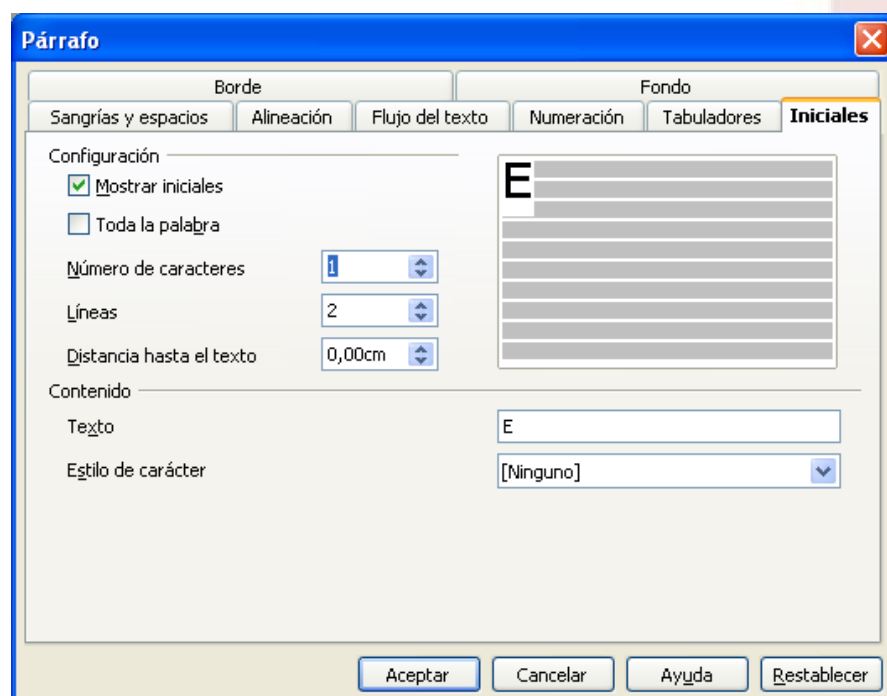 Párrafo
Borde Fondo
Sangrías y espacios Alineación Flujo del texto Numeración Tabuladores Iniciales
Configuración
Mostrar iniciales
Toda la palabra
Número de caracteres 1
Líneas 2
Distancia hasta el texto 0,00cm
E
Contenido
Texto E
Estilo de carácter [Ninguno]
Aceptar Cancelar Ayuda Restablecer